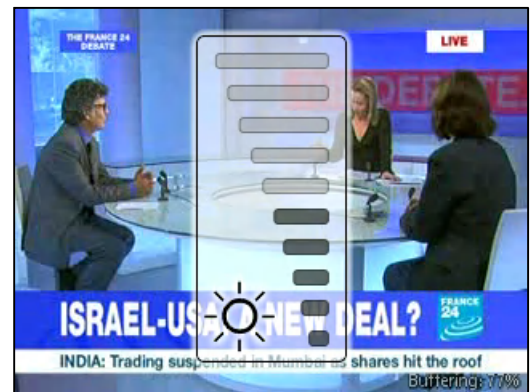 THE FRANCE 24
DEBATE
LIVE
DEBATE
ISRAEL-USA: A NEW DEAL?
FRANCE
24
INDIA: Trading suspended in Mumbai as shares hit the roof
Buffering: 77%